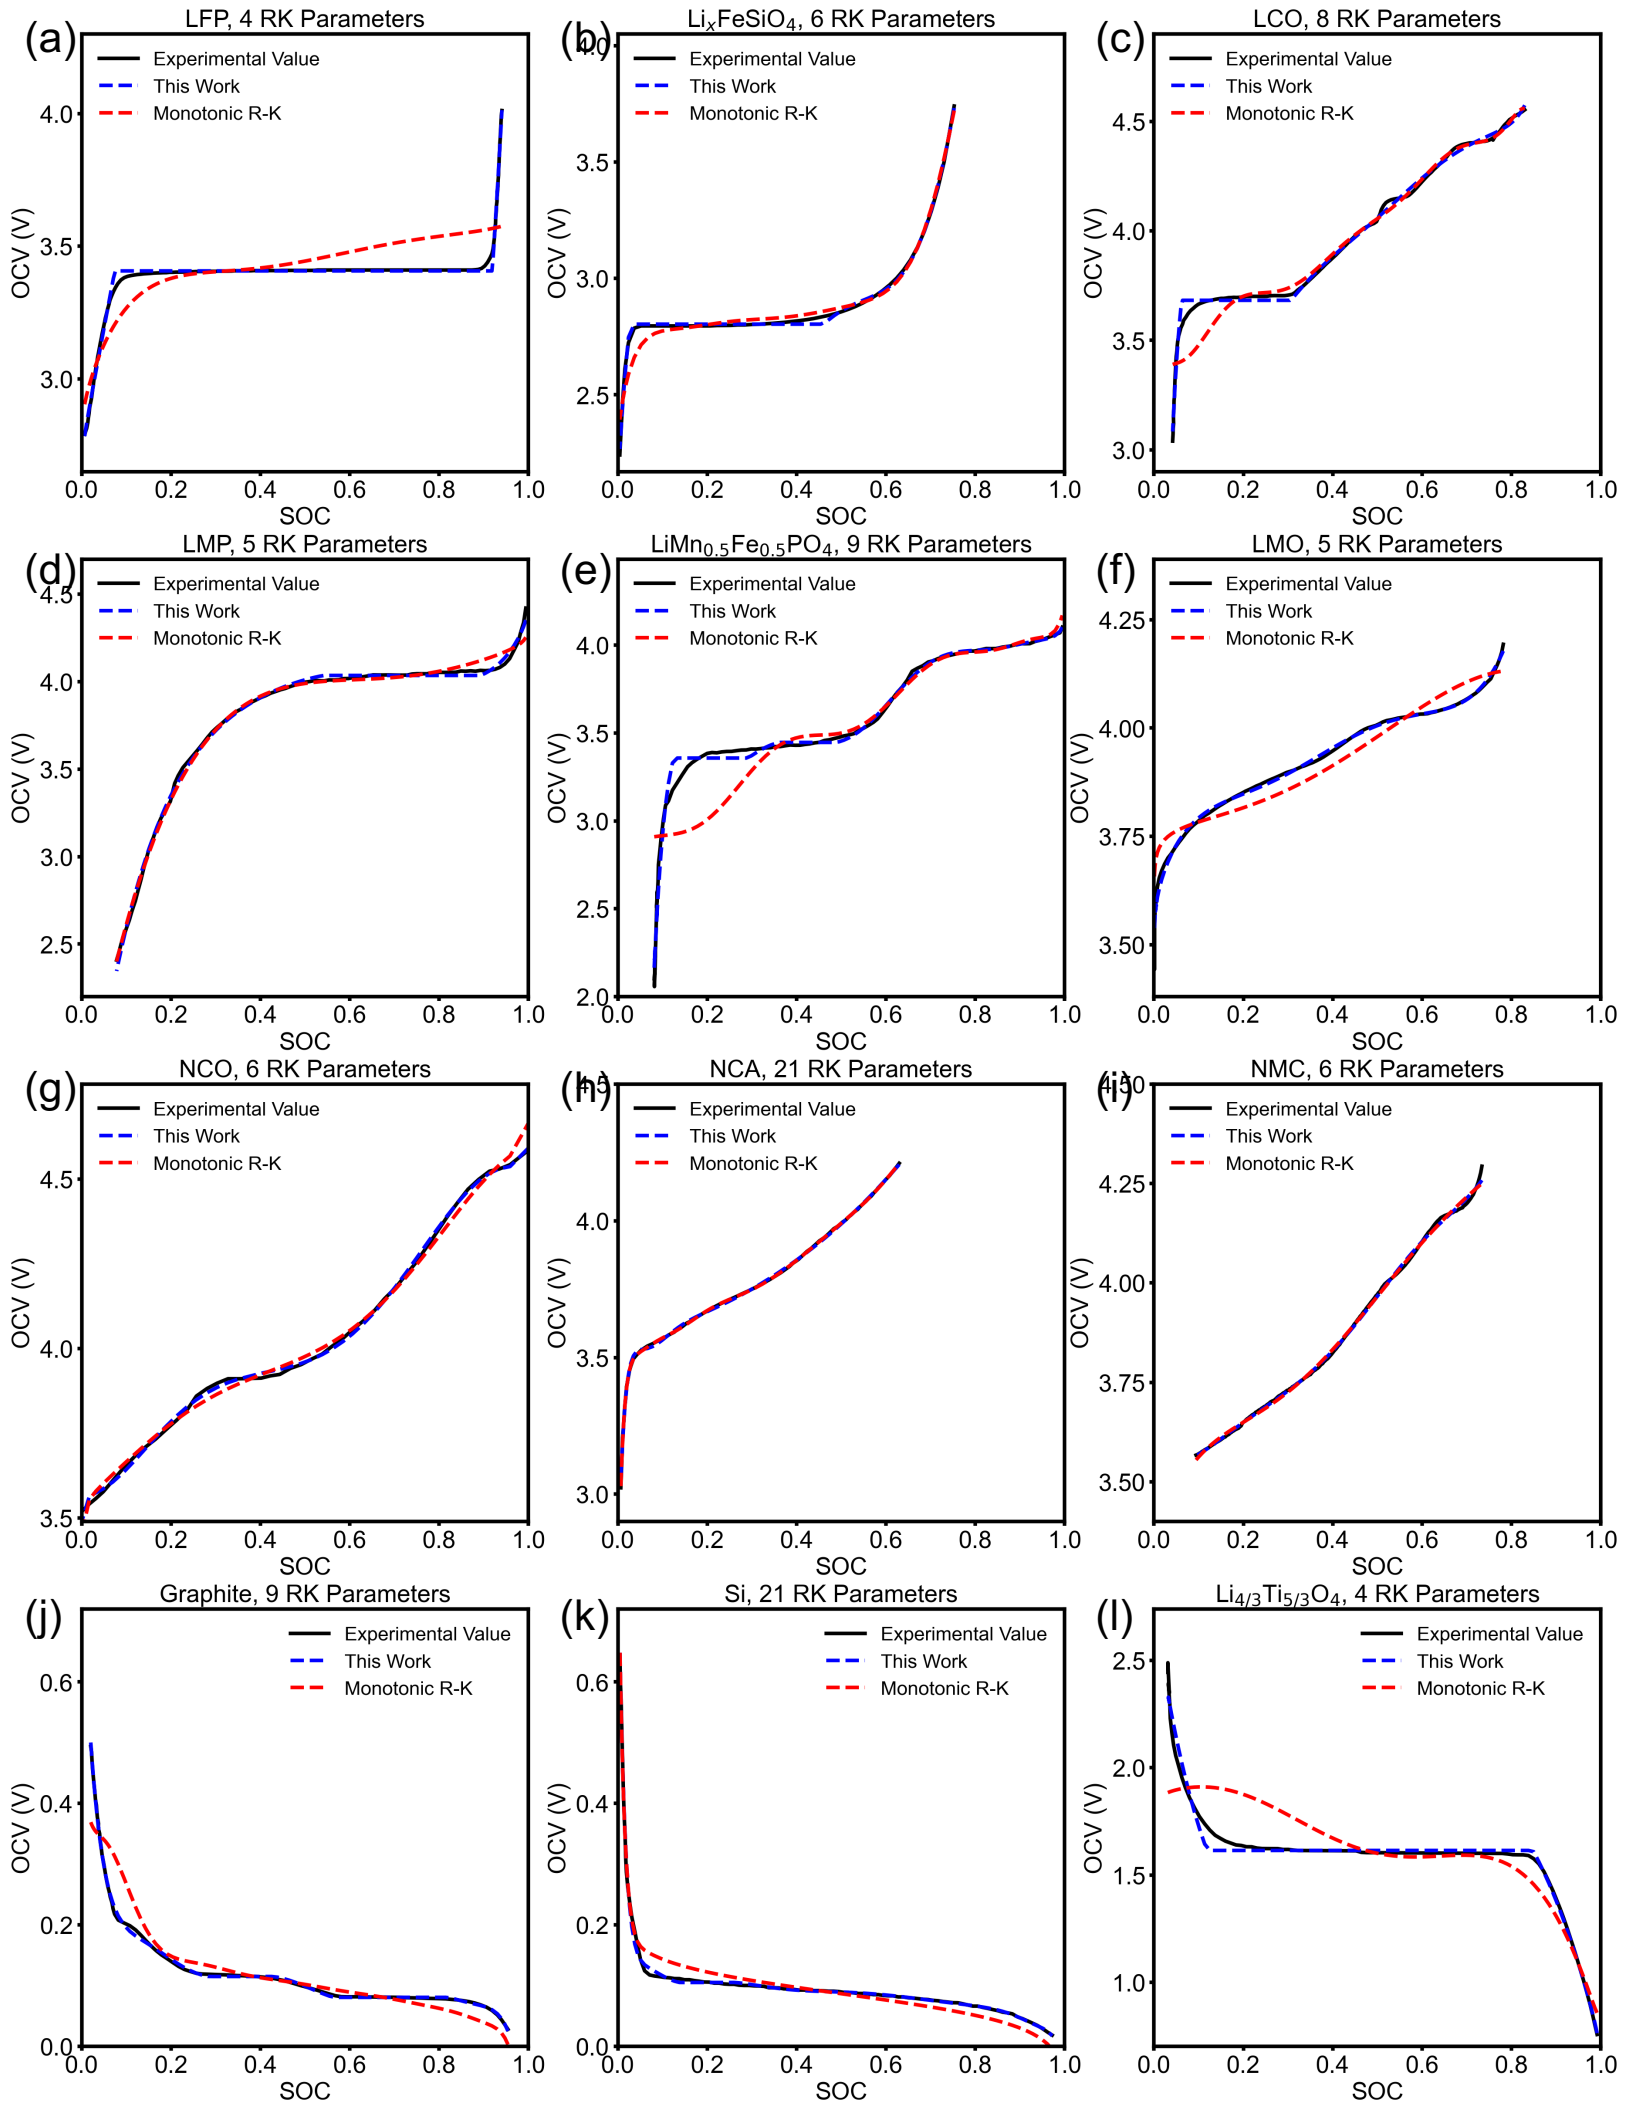 (a)
LFP, 4 RK Parameters
Experimental Value
This Work
Monotonic R-K
OCV (V)
4.0
3.5
3.0
0.0 0.2 0.4 0.6 0.8 1.0
SOC
(b)
LiₓFeSiO₄, 6 RK Parameters
Experimental Value
This Work
Monotonic R-K
OCV (V)
4.0
3.5
3.0
2.5
0.0 0.2 0.4 0.6 0.8 1.0
SOC
(c)
LCO, 8 RK Parameters
Experimental Value
This Work
Monotonic R-K
OCV (V)
4.5
4.0
3.5
3.0
0.0 0.2 0.4 0.6 0.8 1.0
SOC
(d)
LMP, 5 RK Parameters
Experimental Value
This Work
Monotonic R-K
OCV (V)
4.5
4.0
3.5
3.0
2.5
0.0 0.2 0.4 0.6 0.8 1.0
SOC
(e)
LiMn₀.₅Fe₀.₅PO₄, 9 RK Parameters
Experimental Value
This Work
Monotonic R-K
OCV (V)
4.0
3.5
3.0
2.5
2.0
0.0 0.2 0.4 0.6 0.8 1.0
SOC
(f)
LMO, 5 RK Parameters
Experimental Value
This Work
Monotonic R-K
OCV (V)
4.25
4.00
3.75
3.50
0.0 0.2 0.4 0.6 0.8 1.0
SOC
(g)
NCO, 6 RK Parameters
Experimental Value
This Work
Monotonic R-K
OCV (V)
4.5
4.0
3.5
0.0 0.2 0.4 0.6 0.8 1.0
SOC
(h)
NCA, 21 RK Parameters
Experimental Value
This Work
Monotonic R-K
OCV (V)
4.5
4.0
3.5
3.0
0.0 0.2 0.4 0.6 0.8 1.0
SOC
(i)
NMC, 6 RK Parameters
Experimental Value
This Work
Monotonic R-K
OCV (V)
4.50
4.25
4.00
3.75
3.50
0.0 0.2 0.4 0.6 0.8 1.0
SOC
(j)
Graphite, 9 RK Parameters
Experimental Value
This Work
Monotonic R-K
OCV (V)
0.6
0.4
0.2
0.0
0.0 0.2 0.4 0.6 0.8 1.0
SOC
(k)
Si, 21 RK Parameters
Experimental Value
This Work
Monotonic R-K
OCV (V)
0.6
0.4
0.2
0.0
0.0 0.2 0.4 0.6 0.8 1.0
SOC
(l)
Li₄/₃Ti₅/₃O₄, 4 RK Parameters
Experimental Value
This Work
Monotonic R-K
OCV (V)
2.5
2.0
1.5
1.0
0.0 0.2 0.4 0.6 0.8 1.0
SOC